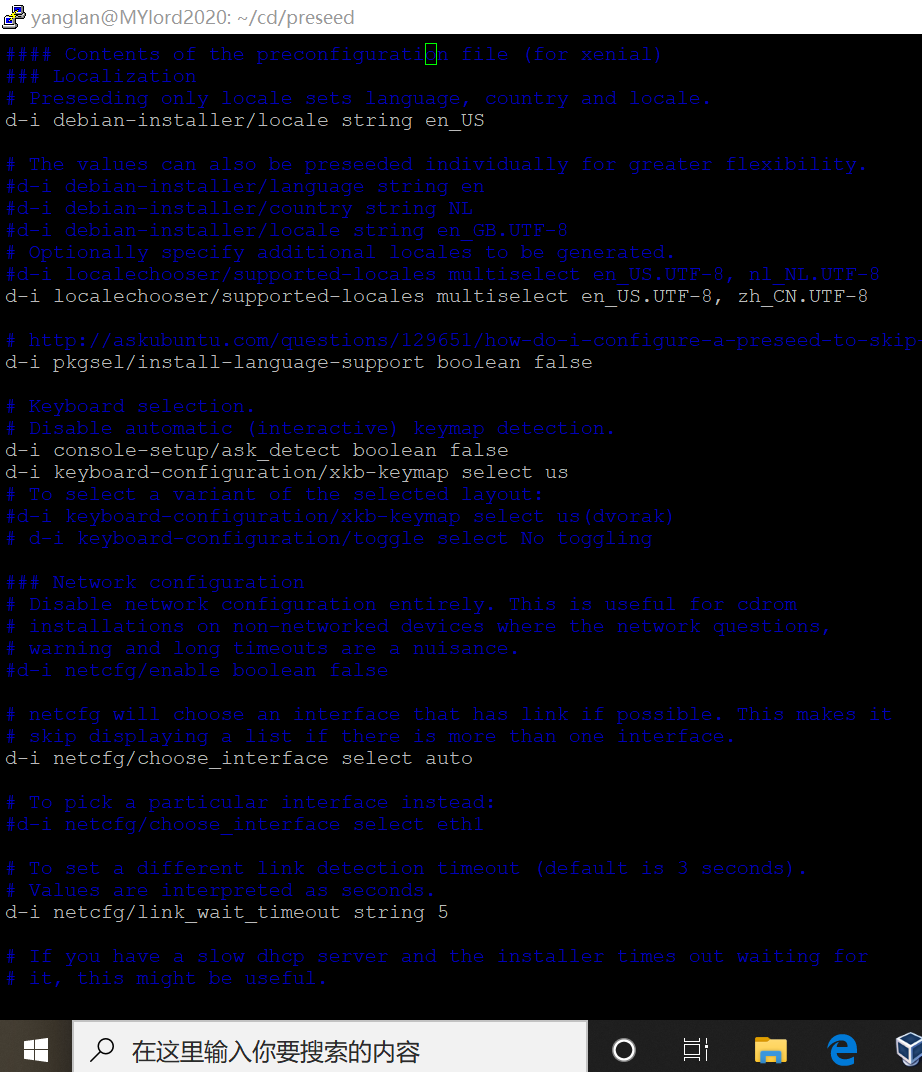 yanglan@MYlord2020: ~/cd/preseed
#### Contents of the preconfiguration file (for xenial)
### Localization
# Preseeding only locale sets language, country and locale.
d-i debian-installer/locale string en_US
# The values can also be preseeded individually for greater flexibility.
#d-i debian-installer/language string en
#d-i debian-installer/country string NL
#d-i debian-installer/locale string en_GB.UTF-8
# Optionally specify additional locales to be generated.
#d-i localechooser/supported-locales multiselect en_US.UTF-8, nl_NL.UTF-8
d-i localechooser/supported-locales multiselect en_US.UTF-8, zh_CN.UTF-8
# http://askubuntu.com/questions/129651/how-do-i-configure-a-preseed-to-skip-
d-i pkgsel/install-language-support boolean false
# Keyboard selection.
# Disable automatic (interactive) keymap detection.
d-i console-setup/ask_detect boolean false
d-i keyboard-configuration/xkb-keymap select us
# To select a variant of the selected layout:
#d-i keyboard-configuration/xkb-keymap select us(dvorak)
# d-i keyboard-configuration/toggle select No toggling
### Network configuration
# Disable network configuration entirely. This is useful for cdrom
# installations on non-networked devices where the network questions,
# warning and long timeouts are a nuisance.
#d-i netcfg/enable boolean false
# netcfg will choose an interface that has link if possible. This makes it
# skip displaying a list if there is more than one interface.
d-i netcfg/choose_interface select auto
# To pick a particular interface instead:
#d-i netcfg/choose_interface select eth1
# To set a different link detection timeout (default is 3 seconds).
# Values are interpreted as seconds.
d-i netcfg/link_wait_timeout string 5
# If you have a slow dhcp server and the installer times out waiting for
# it, this might be useful.
在这里输入你要搜索的内容